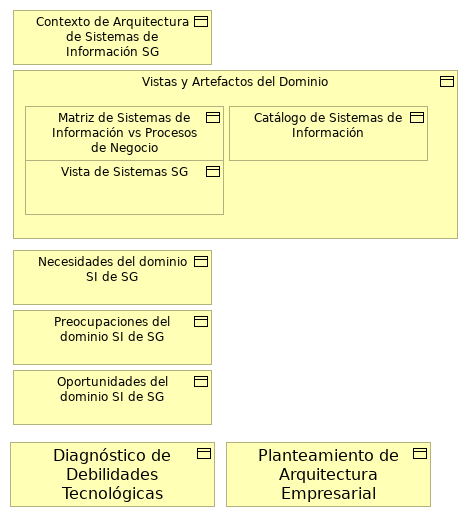 Contexto de Arquitectura
de Sistemas de
Información SG
Vistas y Artefactos del Dominio
Matriz de Sistemas de
Información vs Procesos
de Negocio
Catálogo de Sistemas de
Información
Vista de Sistemas SG
Necesidades del dominio
SI de SG
Preocupaciones del
dominio SI de SG
Oportunidades del
dominio SI de SG
Diagnóstico de
Debilidades
Tecnológicas
Planteamiento de
Arquitectura
Empresarial